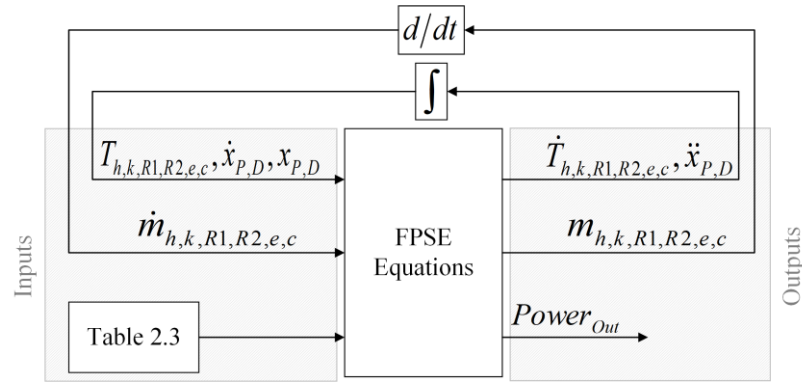 d/dt
∫
T_{h,k,R1,R2,e,c}, ẋ_{P,D}, x_{P,D}
Ṫ_{h,k,R1,R2,e,c}, ẍ_{P,D}
ṁ_{h,k,R1,R2,e,c}
FPSE
Equations
m_{h,k,R1,R2,e,c}
Inputs
Outputs
Table 2.3
Power_{Out}